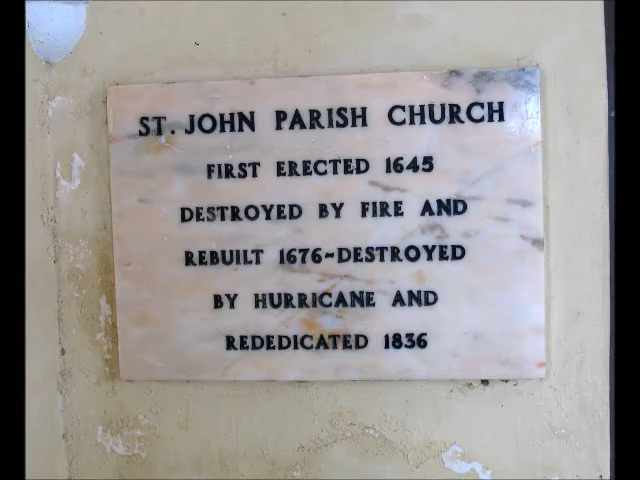 ST. JOHN PARISH CHURCH
FIRST ERECTED 1645
DESTROYED BY FIRE AND
REBUILT 1676-DESTROYED
BY HURRICANE AND
REDEDICATED 1836